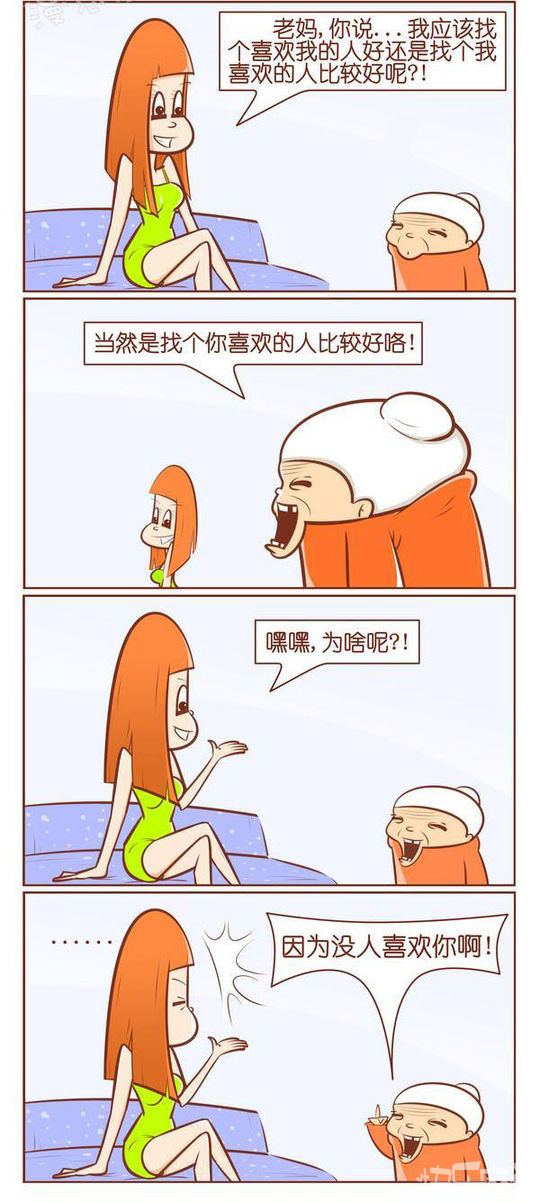 老妈,你说...我应该找
个喜欢我的人好还是找个我
喜欢的人比较好呢?!
当然是找个你喜欢的人比较好咯!
嘿嘿,为啥呢?!
......
因为没人喜欢你啊!